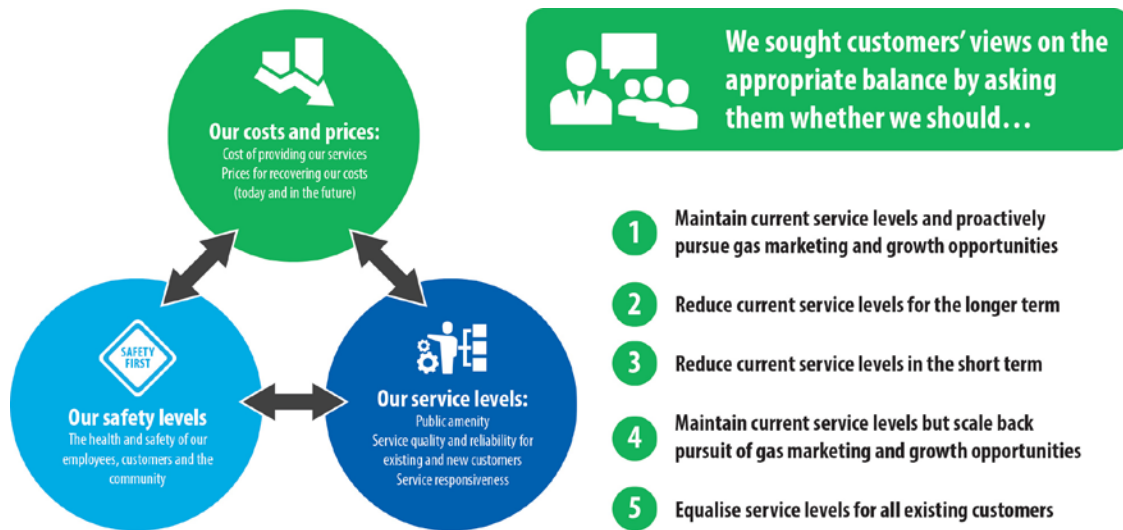 Our costs and prices:
Cost of providing our services
Prices for recovering our costs
(today and in the future)
SAFETY
FIRST
Our safety levels
The health and safety of our
employees, customers and the
community
Our service levels:
Public amenity
Service quality and reliability for
existing and new customers
Service responsiveness
We sought customers’ views on the
appropriate balance by asking
them whether we should…
1 Maintain current service levels and proactively
pursue gas marketing and growth opportunities
2 Reduce current service levels for the longer term
3 Reduce current service levels in the short term
4 Maintain current service levels but scale back
pursuit of gas marketing and growth opportunities
5 Equalise service levels for all existing customers